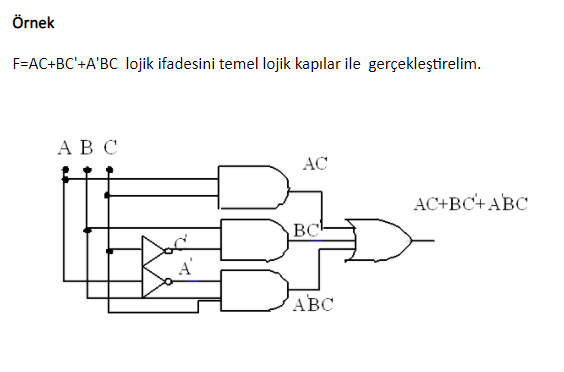 Örnek
F=AC+BC'+A'BC lojik ifadesini temel lojik kapılar ile gerçekleştirelim.
A B C
AC
AC+BC'+A'BC
BC'
C'
A'
A'BC